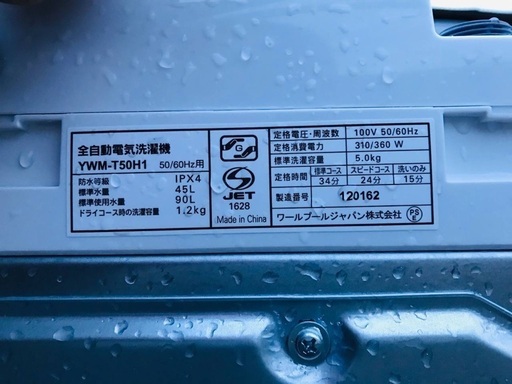 全自動電気洗濯機
YWM-T50H1 50/60Hz用
防水等級 IPX4
標準水量 45L
標準使用水量 90L
ドライコース時の洗濯容量 1.2kg
S G
S
JET
1628
Made in China
定格電圧・周波数 100V 50/60Hz
定格消費電力 310/360 W
標準洗濯容量 5.0kg
定格時間 標準コース スピードコース 洗いのみ
34分 24分 15分
製造番号 120162
ワールプールジャパン株式会社 PSE